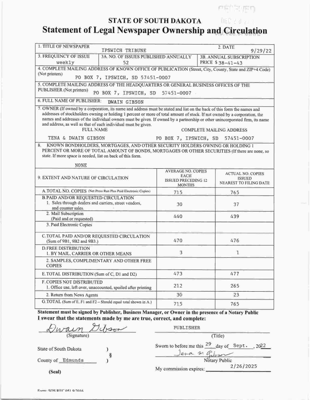 STATE OF SOUTH DAKOTA
Statement of Legal Newspaper Ownership and Circulation
1. TITLE OF NEWSPAPER
IPSWICH TRIBUNE
2. DATE
9/29/22
3. FREQUENCY OF ISSUE
weekly
3A. NO. OF ISSUES PUBLISHED ANNUALLY
52
3B. ANNUAL SUBSCRIPTION
PRICE $ 38-41-43
4. COMPLETE MAILING ADDRESS OF KNOWN OFFICE OF PUBLICATION (Street, City, County, State and ZIP+4 Code)
(Not printers)
PO BOX 7, IPSWICH, SD 57451-0007
5. COMPLETE MAILING ADDRESS OF THE HEADQUARTERS OR GENERAL BUSINESS OFFICES OF THE
PUBLISHER (Not printers)
PO BOX 7, IPSWICH, SD 57451-0007
6. FULL NAME OF PUBLISHER:
DWAIN GIBSON
7. OWNER (If owned by a corporation, its name and address must be stated and list on the back of this form the names and
addresses of stockholders owning or holding 1 percent or more of total amount of stock. If not owned by a corporation, the
names and addresses of the individual owners must be given. If owned by a partnership or other unincorporated firm, its name
and address, as well as that of each individual must be given.
FULL NAME
COMPLETE MAILING ADDRESS
TENA & DWAIN GIBSON
PO BOX 7, IPSWICH, SD 57451-0007
8. KNOWN BONDHOLDERS, MORTGAGES, AND OTHER SECURITY HOLDERS OWNING OR HOLDING 1
PERCENT OR MORE OF TOTAL AMOUNT OF BONDS, MORTGAGES OR OTHER SECURITIES (If there are none, so
state. If more space is needed, list on back of this form.
NONE
9. EXTENT AND NATURE OF CIRCULATION
AVERAGE NO. COPIES
EACH
ISSUED PRECEDING 12
MONTHS
ACTUAL NO. COPIES
ISSUED
NEAREST TO FILING DATE
A. TOTAL NO. COPIES (Net Press Run Plus Paid Electronic Copies)
715
765
B. PAID AND/OR REQUESTED CIRCULATION
1. Sales through dealers and carriers, street vendors,
and counter sales.
30
37
2. Mail Subscription
(Paid and or requested)
440
439
3. Paid Electronic Copies
C. TOTAL PAID AND/OR REQUESTED CIRCULATION
(Sum of 9B1, 9B2 and 9B3.)
470
476
D. FREE DISTRIBUTION
1. BY MAIL, CARRIER OR OTHER MEANS
3
1
2. SAMPLES, COMPLIMENTARY AND OTHER FREE
COPIES
E. TOTAL DISTRIBUTION (Sum of C, D1 and D2)
473
477
F. COPIES NOT DISTRIBUTED
1. Office use, left over, unaccounted, spoiled after printing
212
265
2. Return from News Agents
30
23
G. TOTAL (Sum of E, F1 and F2 - Should equal total shown in A.)
715
765
Statement must be signed by Publisher, Business Manager, or Owner in the presence of a Notary Public
I swear that the statements made by me are true, correct, and complete:
Dwain Gibson
PUBLISHER
(Signature)
(Title)
State of South Dakota )
§
County of Edmunds )
Sworn to before me this 29 day of Sept., 2022
Notary Public
(Seal)
My commission expires: 2/26/2025